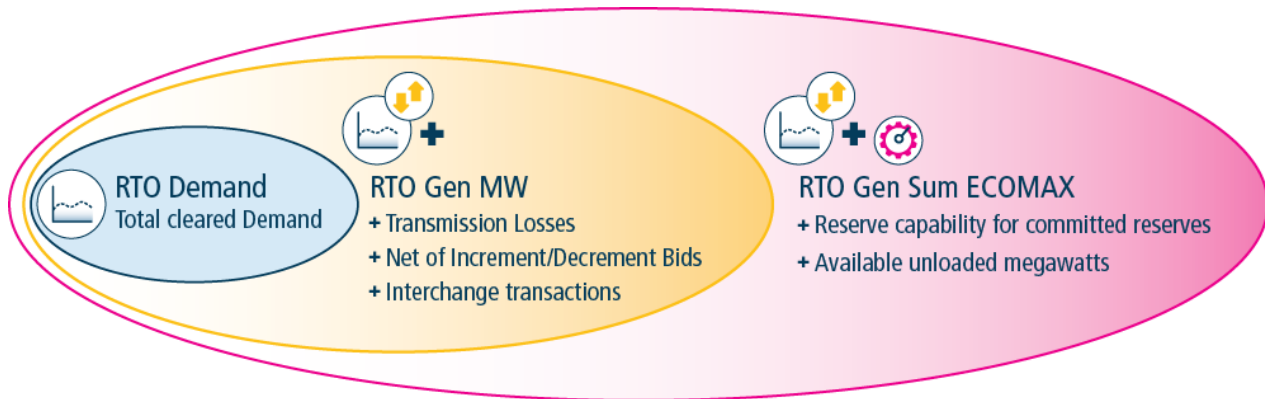 RTO Demand
Total cleared Demand
+
RTO Gen MW
+ Transmission Losses
+ Net of Increment/Decrement Bids
+ Interchange transactions
+
RTO Gen Sum ECOMAX
+ Reserve capability for committed reserves
+ Available unloaded megawatts